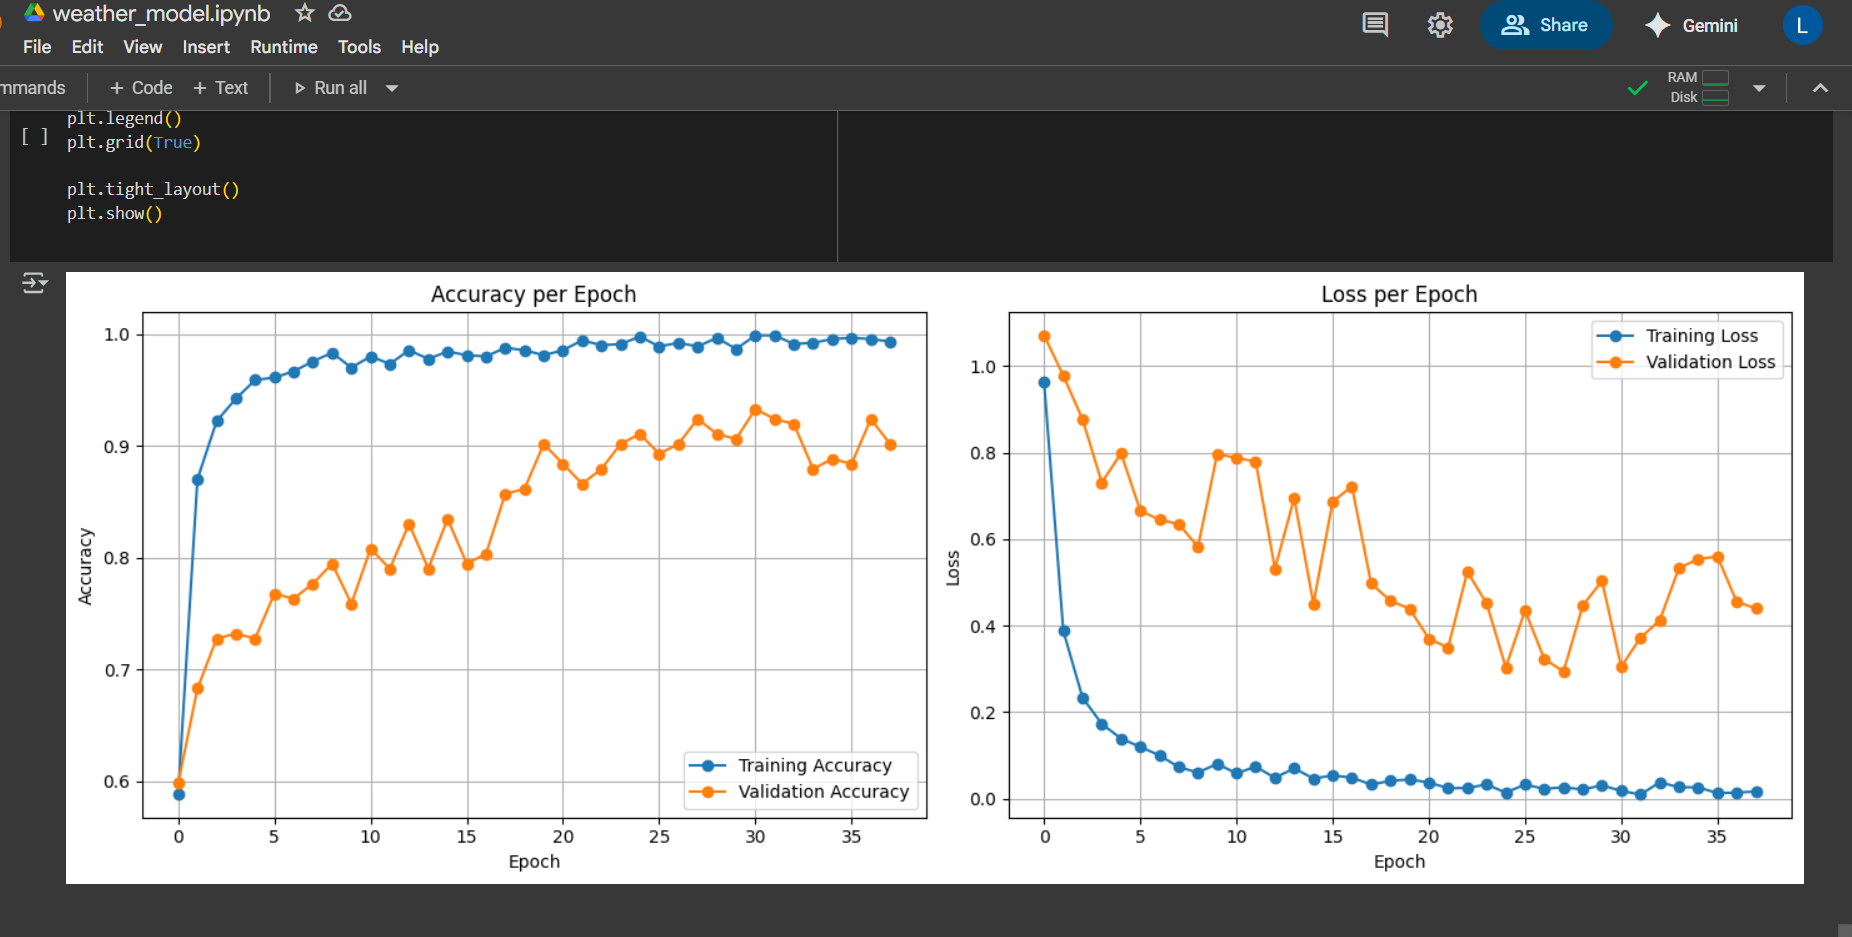 weather_model.ipynb
File Edit View Insert Runtime Tools Help
Share
Gemini
L
mmands
+ Code + Text
Run all
RAM
Disk
plt.legend()
[ ]
plt.grid(True)
plt.tight_layout()
plt.show()
Accuracy per Epoch
1.0
0.9
0.8
0.7
0.6
Accuracy
Training Accuracy
Validation Accuracy
0 5 10 15 20 25 30 35
Epoch
Loss per Epoch
Training Loss
Validation Loss
1.0
0.8
0.6
0.4
0.2
0.0
Loss
0 5 10 15 20 25 30 35
Epoch